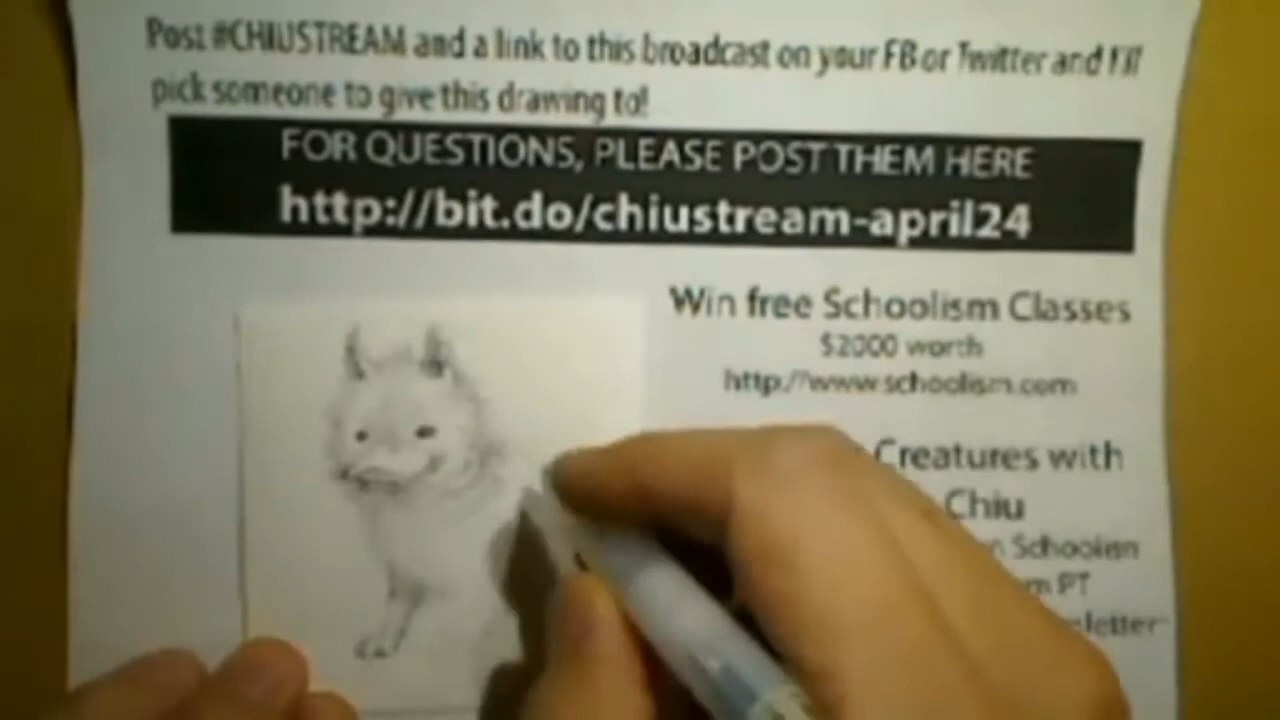 Post #CHIUSTREAM and a link to this broadcast on your FB or Twitter and I'll
pick someone to give this drawing to!
FOR QUESTIONS, PLEASE POST THEM HERE
http://bit.do/chiustream-april24
Win free Schoolism Classes
$2000 worth
http://www.schoolism.com
Creatures with
Chiu
Schoolism
PT